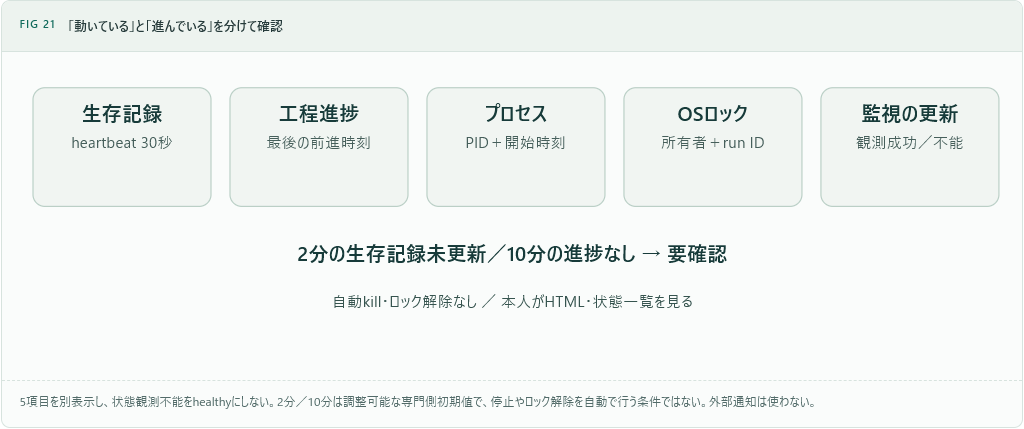 FIG 21 「動いている」と「進んでいる」を分けて確認
生存記録
heartbeat 30秒
工程進捗
最後の前進時刻
プロセス
PID＋開始時刻
OSロック
所有者＋run ID
監視の更新
観測成功／不能
2分の生存記録未更新／10分の進捗なし → 要確認
自動kill・ロック解除なし ／ 本人がHTML・状態一覧を見る
5項目を別表示し、状態観測不能をhealthyにしない。2分／10分は調整可能な専門側初期値で、停止やロック解除を自動で行う条件ではない。外部通知は使わない。